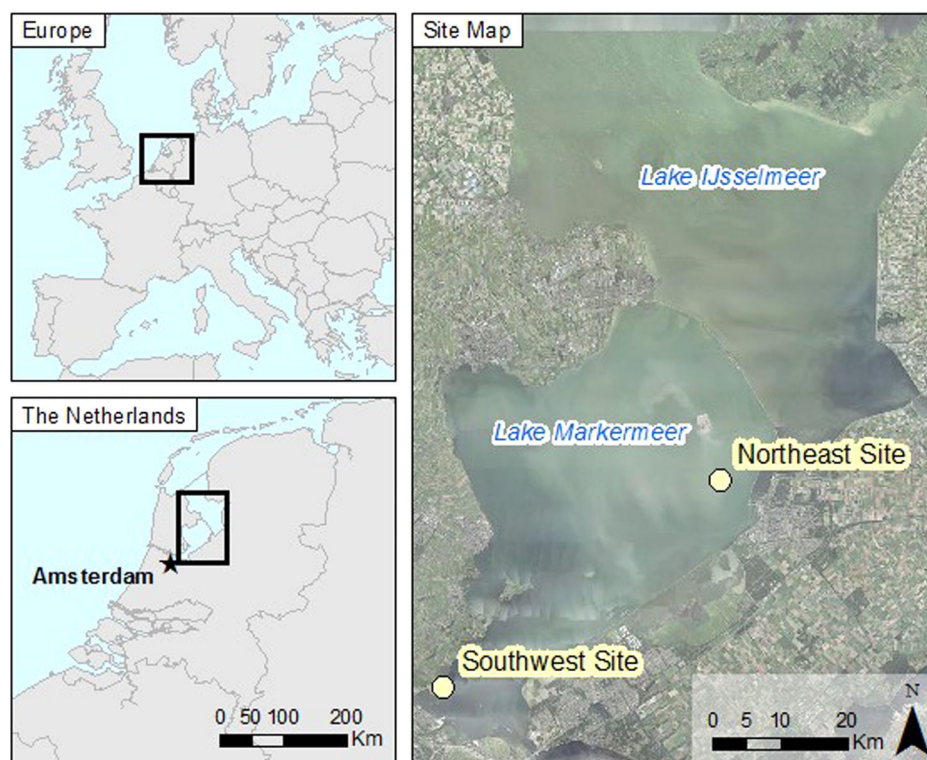 Europe
The Netherlands
Amsterdam
0 50 100 200
Km
Site Map
Lake IJsselmeer
Lake Markermeer
Northeast Site
Southwest Site
N
0 5 10 20
Km